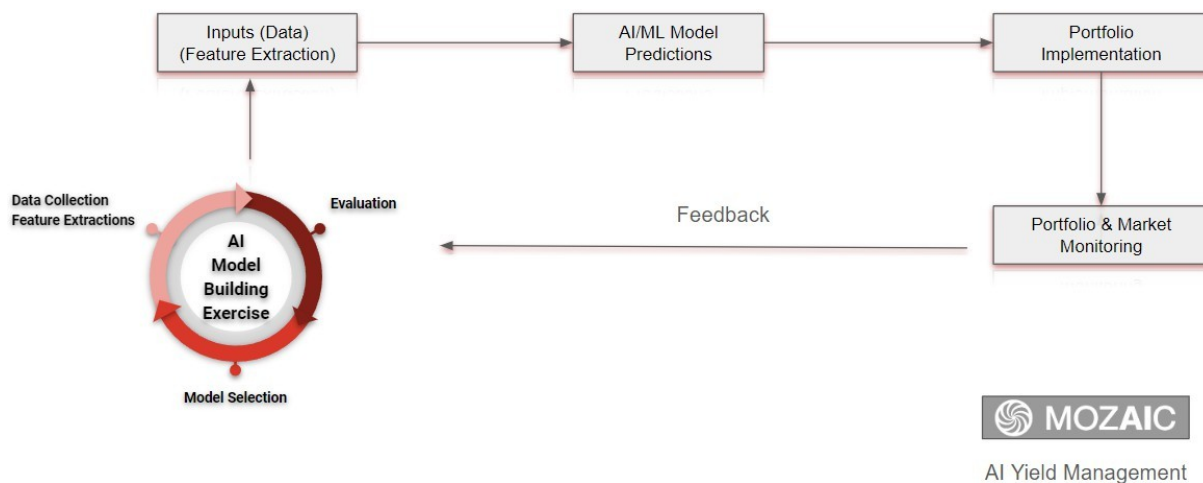 Inputs (Data)
(Feature Extraction)
AI/ML Model
Predictions
Portfolio
Implementation
Data Collection
Feature Extractions
Evaluation
AI
Model
Building
Exercise
Model Selection
Feedback
Portfolio & Market
Monitoring
MOZAIC
AI Yield Management